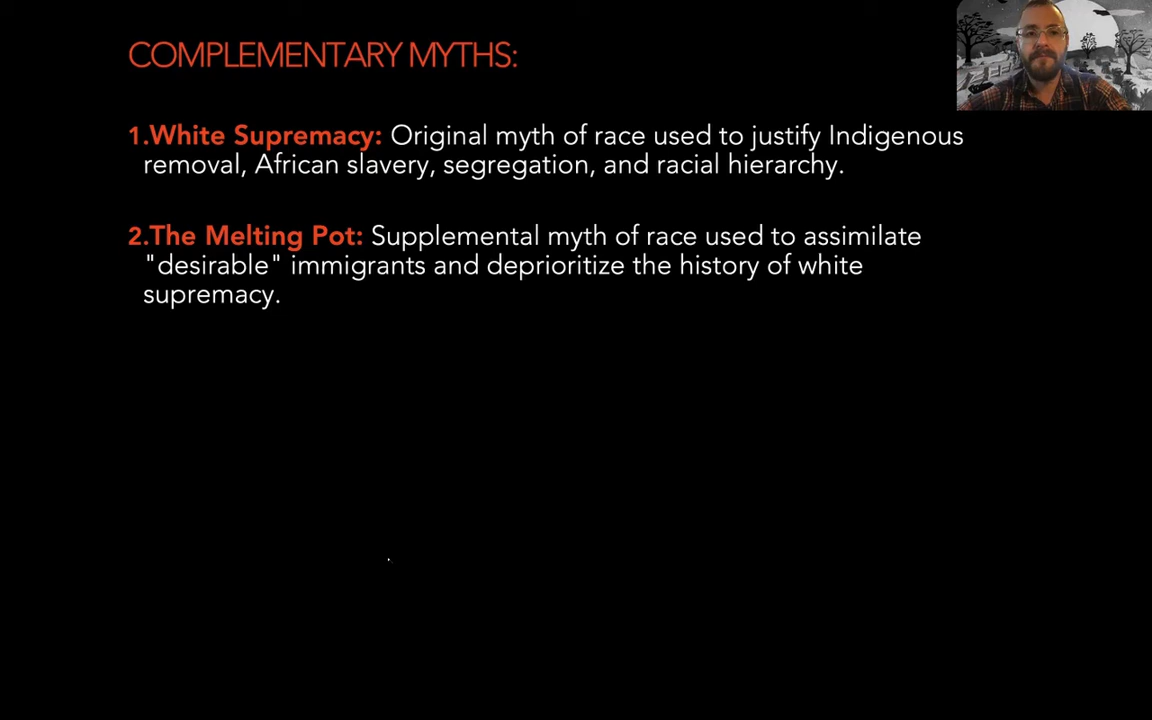 COMPLEMENTARY MYTHS:
1.White Supremacy: Original myth of race used to justify Indigenous
removal, African slavery, segregation, and racial hierarchy.
2.The Melting Pot: Supplemental myth of race used to assimilate
"desirable" immigrants and deprioritize the history of white
supremacy.